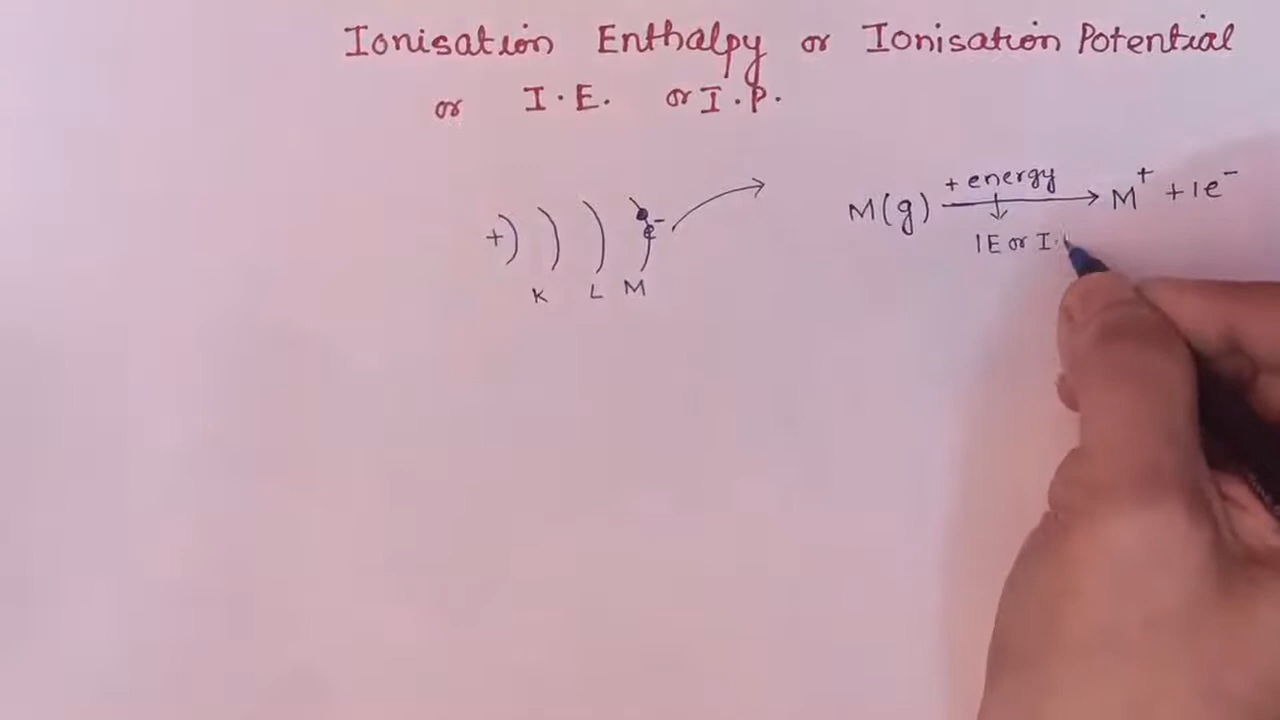 Ionisation Enthalpy or Ionisation Potential
or I.E. or I.P.
+ energy
M(g) → M⁺ + 1e⁻
IE or I.
+)
e⁻
K L M